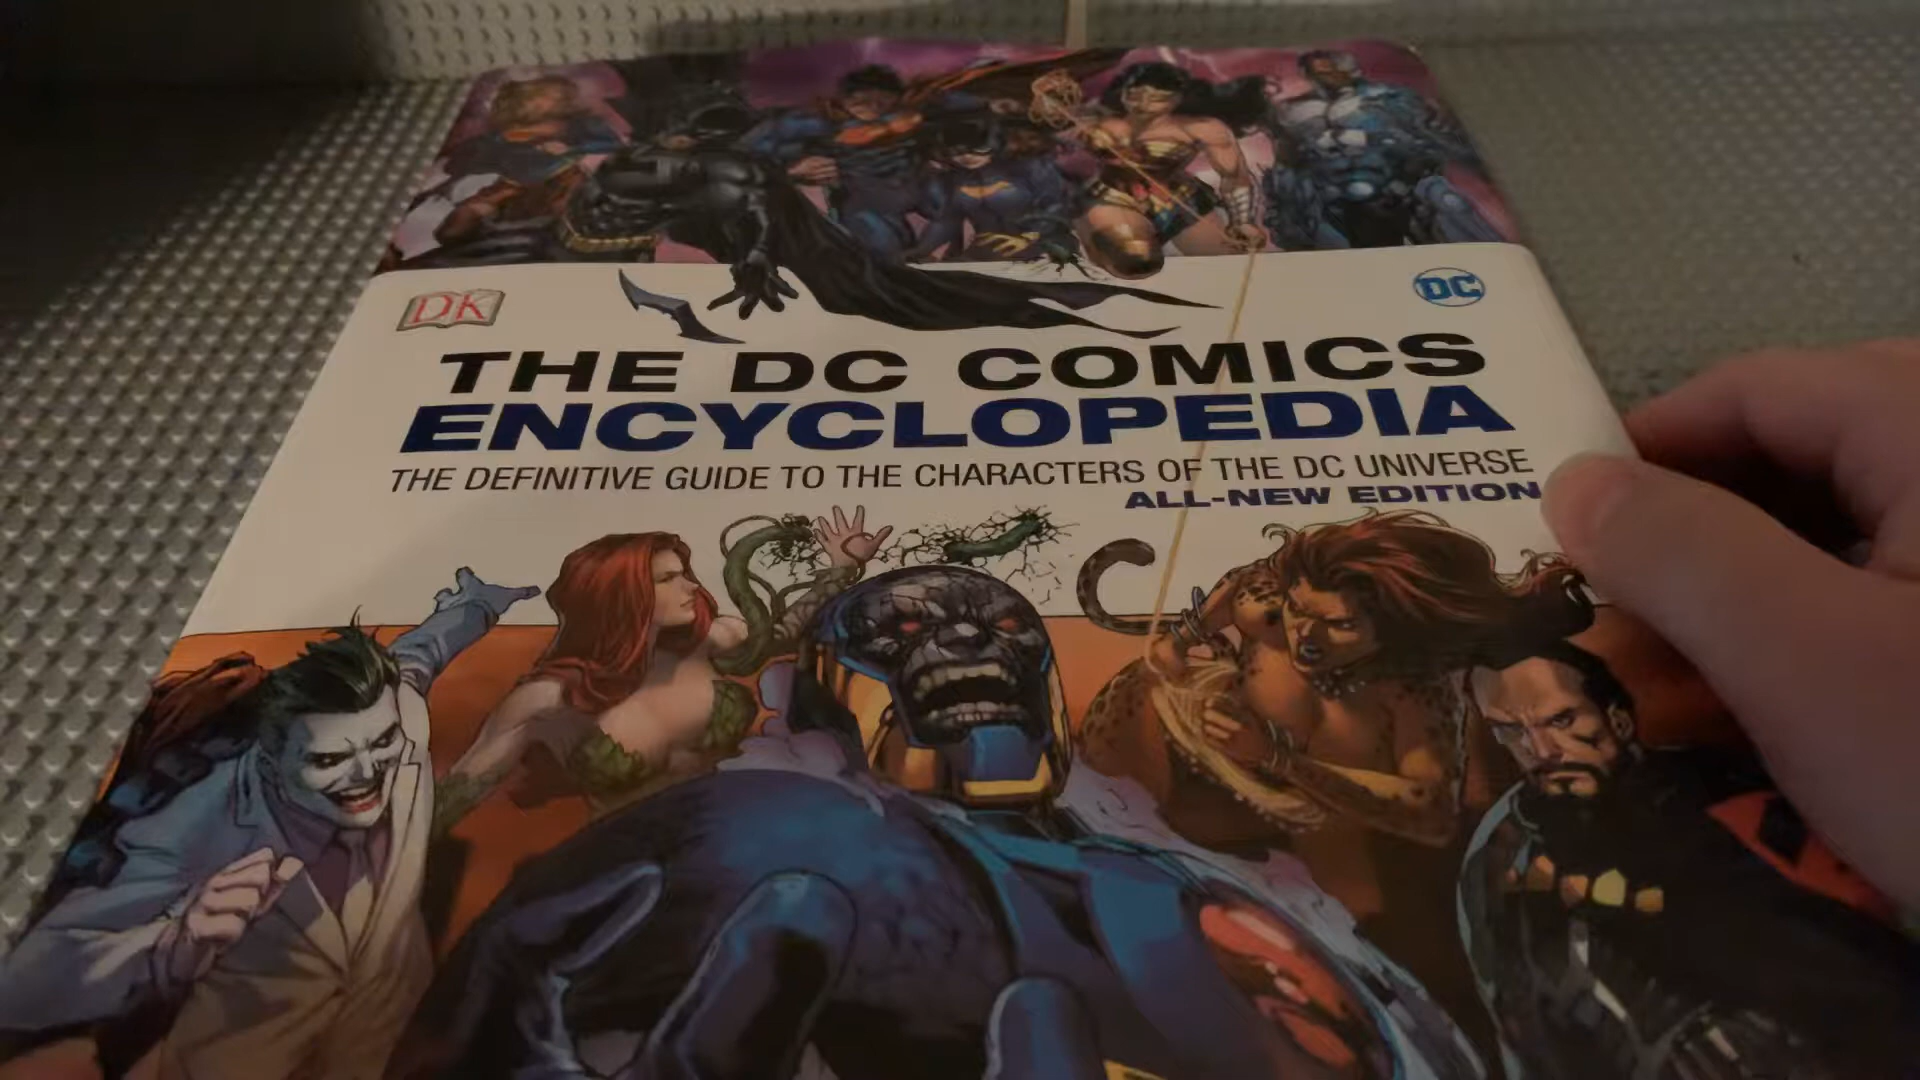 DK
DC
THE DC COMICS
ENCYCLOPEDIA
THE DEFINITIVE GUIDE TO THE CHARACTERS OF THE DC UNIVERSE
ALL-NEW EDITION